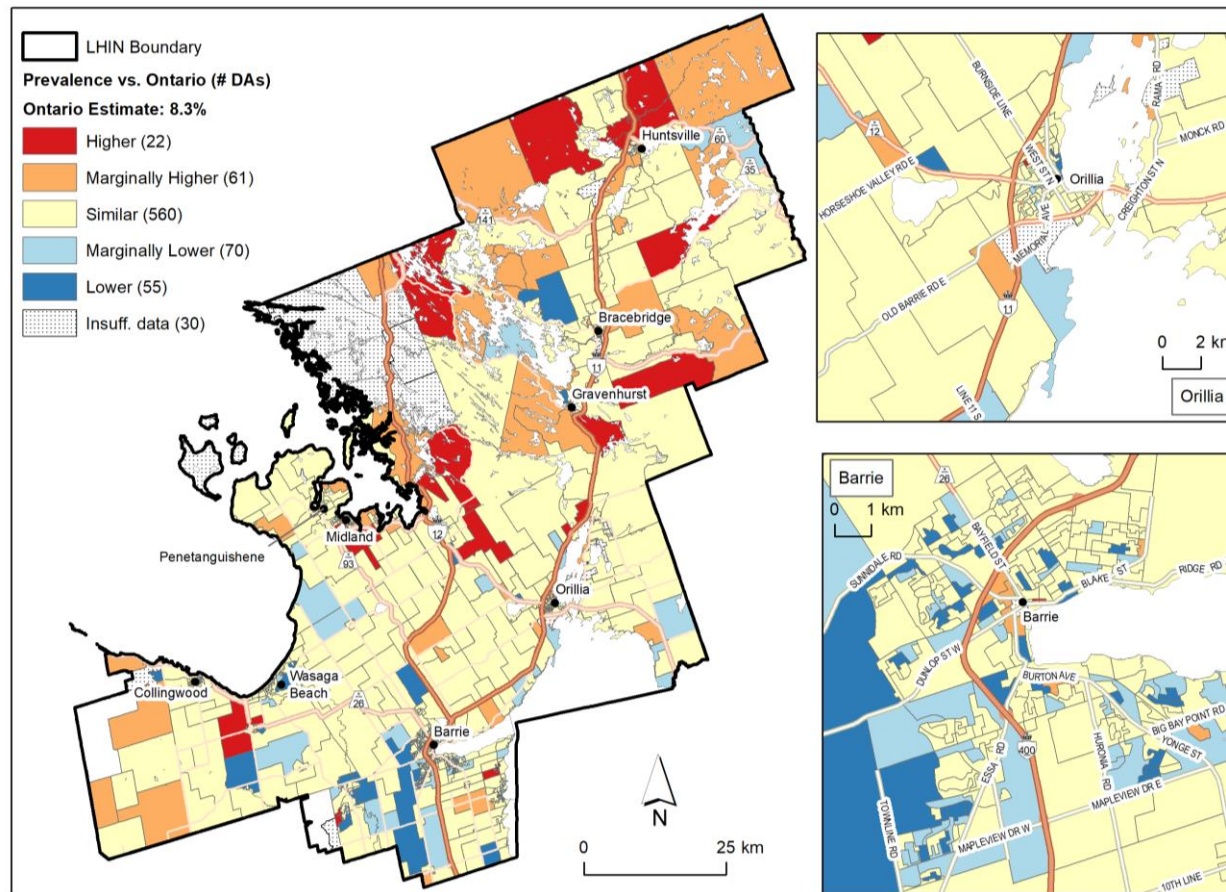 LHIN Boundary
Prevalence vs. Ontario (# DAs)
Ontario Estimate: 8.3%
Higher (22)
Marginally Higher (61)
Similar (560)
Marginally Lower (70)
Lower (55)
Insuff. data (30)
Huntsville
60
35
141
Bracebridge
11
Gravenhurst
Midland
Penetanguishene
12
93
Orillia
Wasaga
Beach
Collingwood
26
Barrie
N
0
25 km
BURNSIDE LINE
RAMA RD
12
MONCK RD
WEST ST N
Orillia
HORSESHOE VALLEY RD E
CREIGHTON ST N
MEMORIAL AVE
OLD BARRIE RD E
11
0 2 km
LINE 11 S
Orillia
Barrie
0 1 km
26
BAYFIELD ST
SUNNIDALE RD
BLAKE ST
RIDGE RD
Barrie
DUNLOP ST W
BURTON AVE
BIG BAY POINT RD
YONGE ST
HURONIA RD
400
ESSA RD
MAPLEVIEW DR E
TOWNLINE RD
MAPLEVIEW DR W
10TH LINE